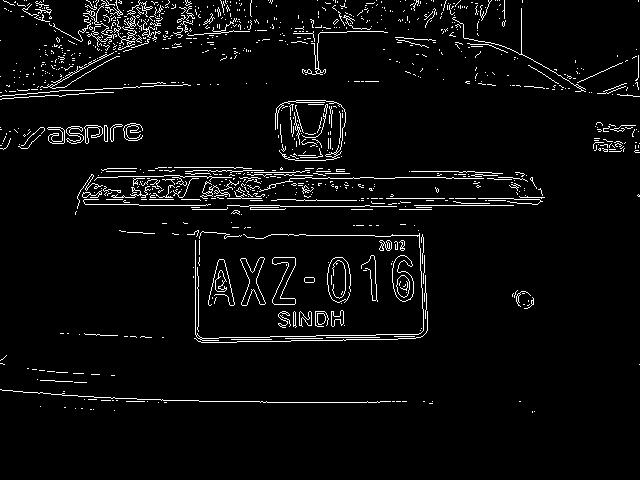 aspire
2012
AXZ-016
SINDH